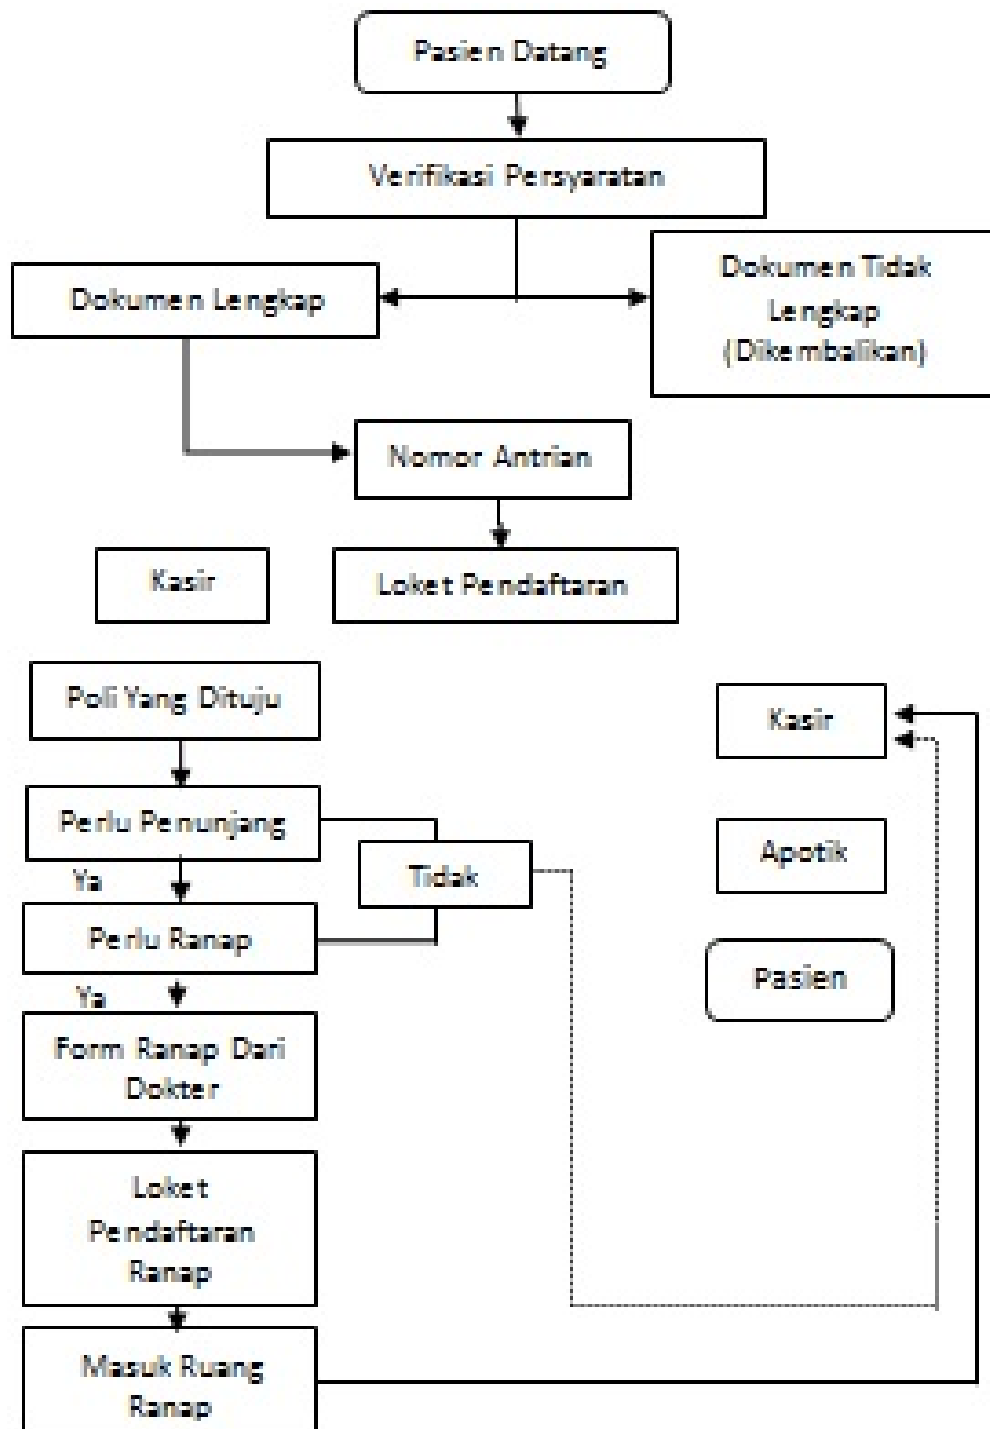 Pasien Datang
Verifikasi Persyaratan
Dokumen Lengkap
Dokumen Tidak
Lengkap
(Dikembalikan)
Nomor Antrian
Kasir
Loket Pendaftaran
Poli Yang Dituju
Kasir
Perlu Penunjang
Tidak
Apotik
Ya
Perlu Ranap
Pasien
Ya
Form Ranap Dari
Dokter
Loket
Pendaftaran
Ranap
Masuk Ruang
Ranap